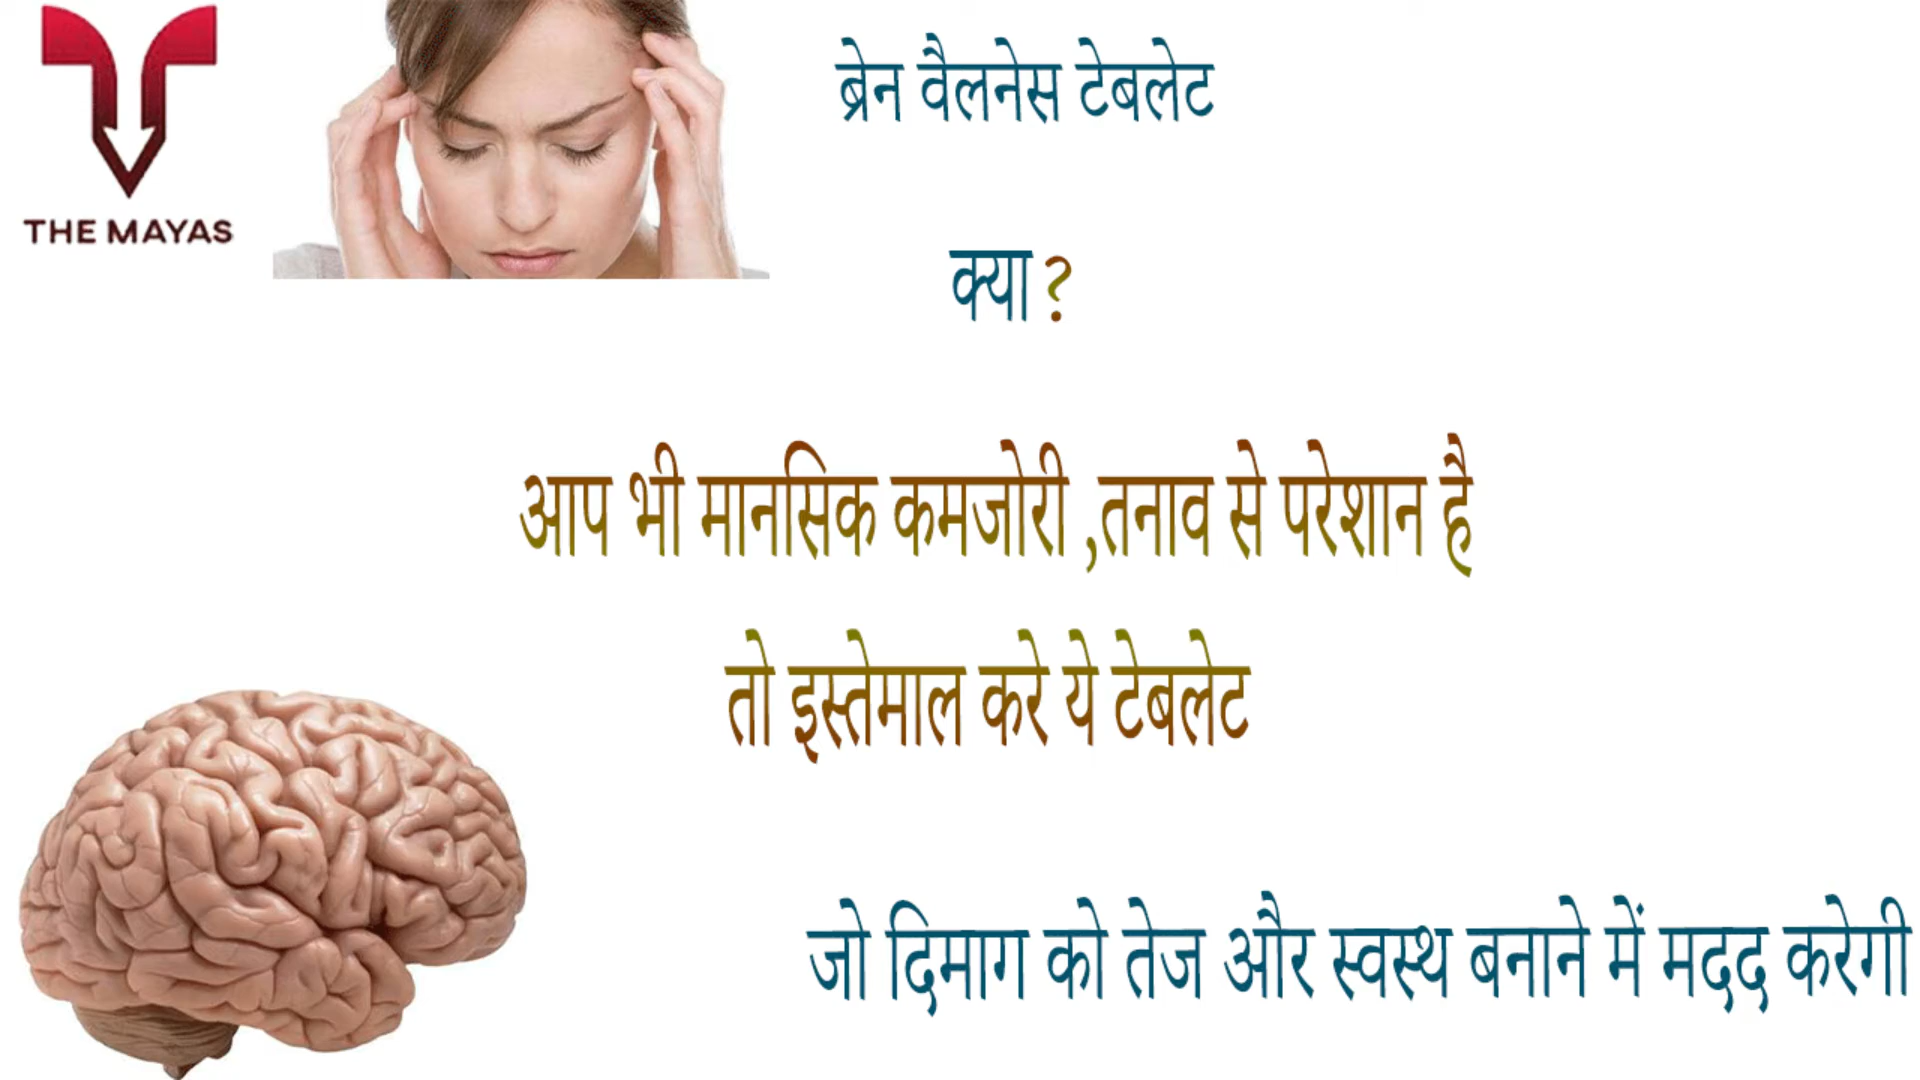 THE MAYAS
ब्रेन वैलनेस टेबलेट
क्या ?
आप भी मानसिक कमजोरी ,तनाव से परेशान है
तो इस्तेमाल करे ये टेबलेट
जो दिमाग को तेज और स्वस्थ बनाने में मदद करेगी